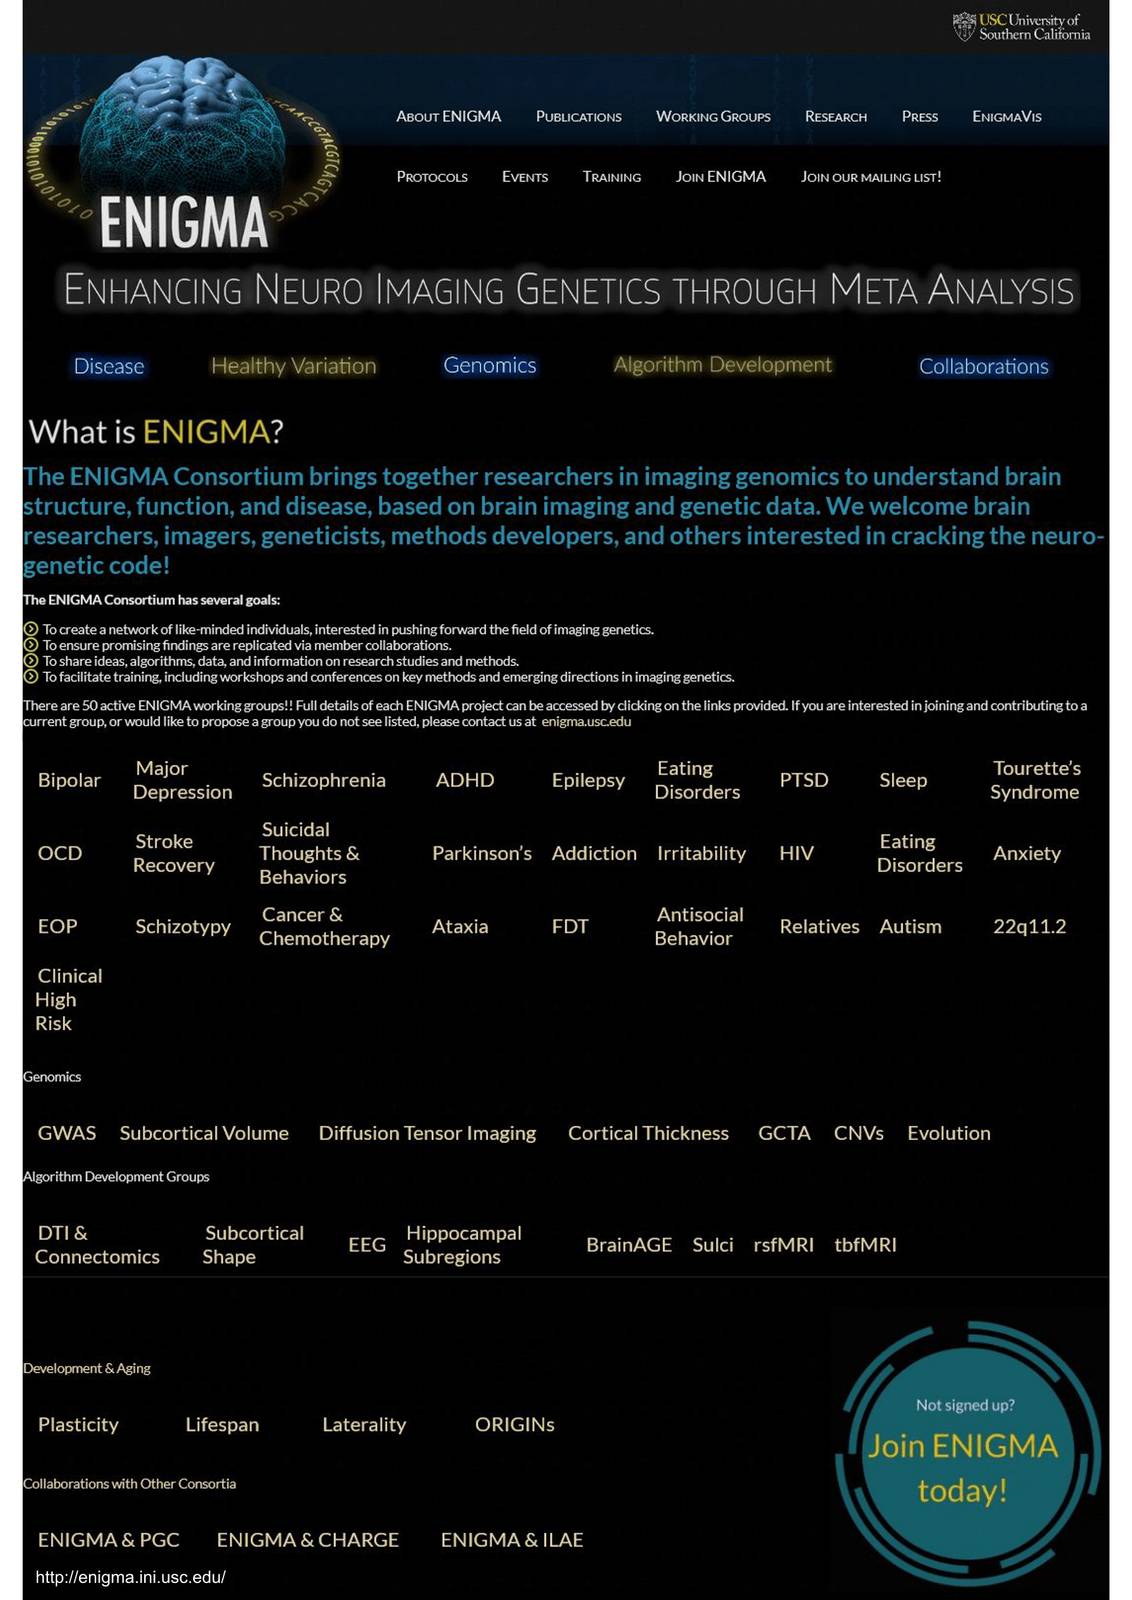 USC University of
Southern California
ABOUT ENIGMA PUBLICATIONS WORKING GROUPS RESEARCH PRESS ENIGMAVIS
PROTOCOLS EVENTS TRAINING JOIN ENIGMA JOIN OUR MAILING LIST!
ENIGMA
ENHANCING NEURO IMAGING GENETICS THROUGH META ANALYSIS
Disease Healthy Variation Genomics Algorithm Development Collaborations
What is ENIGMA?
The ENIGMA Consortium brings together researchers in imaging genomics to understand brain
structure, function, and disease, based on brain imaging and genetic data. We welcome brain
researchers, imagers, geneticists, methods developers, and others interested in cracking the neuro-
genetic code!
The ENIGMA Consortium has several goals:
To create a network of like-minded individuals, interested in pushing forward the field of imaging genetics.
To ensure promising findings are replicated via member collaborations.
To share ideas, algorithms, data, and information on research studies and methods.
To facilitate training, including workshops and conferences on key methods and emerging directions in imaging genetics.
There are 50 active ENIGMA working groups!! Full details of each ENIGMA project can be accessed by clicking on the links provided. If you are interested in joining and contributing to a
current group, or would like to propose a group you do not see listed, please contact us at enigma.usc.edu
Bipolar Major Depression Schizophrenia ADHD Epilepsy Eating Disorders PTSD Sleep Tourette's Syndrome
OCD Stroke Recovery Suicidal Thoughts & Behaviors Parkinson's Addiction Irritability HIV Eating Disorders Anxiety
EOP Schizotypy Cancer & Chemotherapy Ataxia FDT Antisocial Behavior Relatives Autism 22q11.2
Clinical
High
Risk
Genomics
GWAS Subcortical Volume Diffusion Tensor Imaging Cortical Thickness GCTA CNVs Evolution
Algorithm Development Groups
DTI & Connectomics Subcortical Shape EEG Hippocampal Subregions BrainAGE Sulci rsfMRI tbfMRI
Development & Aging
Plasticity Lifespan Laterality ORIGINs
Collaborations with Other Consortia
ENIGMA & PGC ENIGMA & CHARGE ENIGMA & ILAE
http://enigma.ini.usc.edu/
Not signed up?
Join ENIGMA
today!